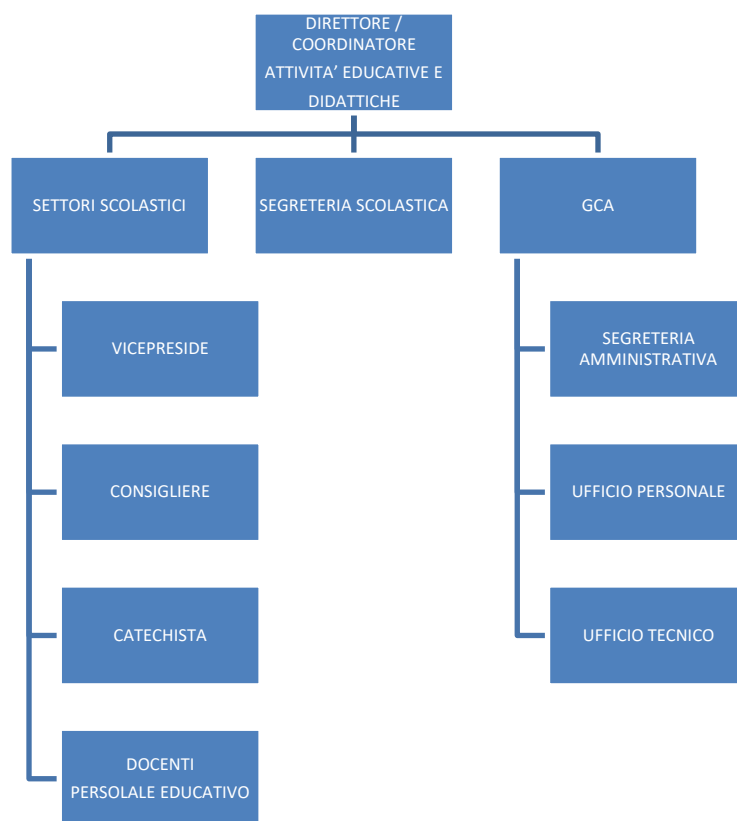 DIRETTORE /
COORDINATORE
ATTIVITA’ EDUCATIVE E
DIDATTICHE
SETTORI SCOLASTICI
SEGRETERIA SCOLASTICA
GCA
VICEPRESIDE
CONSIGLIERE
CATECHISTA
DOCENTI
PERSOLALE EDUCATIVO
SEGRETERIA
AMMINISTRATIVA
UFFICIO PERSONALE
UFFICIO TECNICO